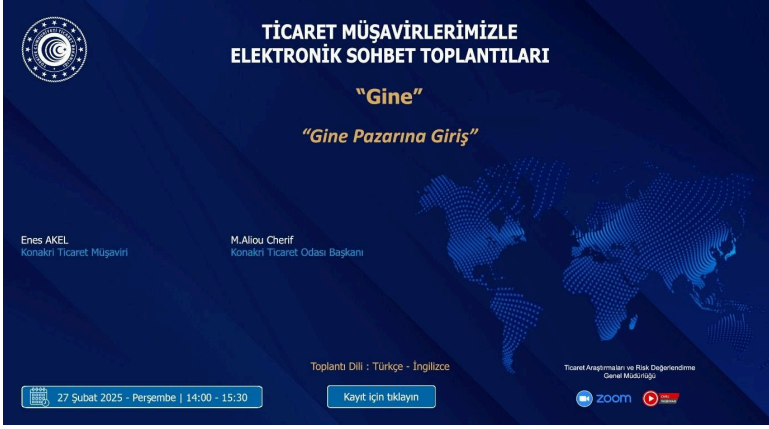 TİCARET MÜŞAVİRLERİMİZLE
ELEKTRONİK SOHBET TOPLANTILARI
“Gine”
“Gine Pazarına Giriş”
Enes AKEL
Konakri Ticaret Müşaviri
M.Aliou Cherif
Konakri Ticaret Odası Başkanı
Toplantı Dili : Türkçe - İngilizce
Ticaret Araştırmaları ve Risk Değerlendirme
Genel Müdürlüğü
27 Şubat 2025 - Perşembe | 14:00 - 15:30
Kayıt için tıklayın
zoom